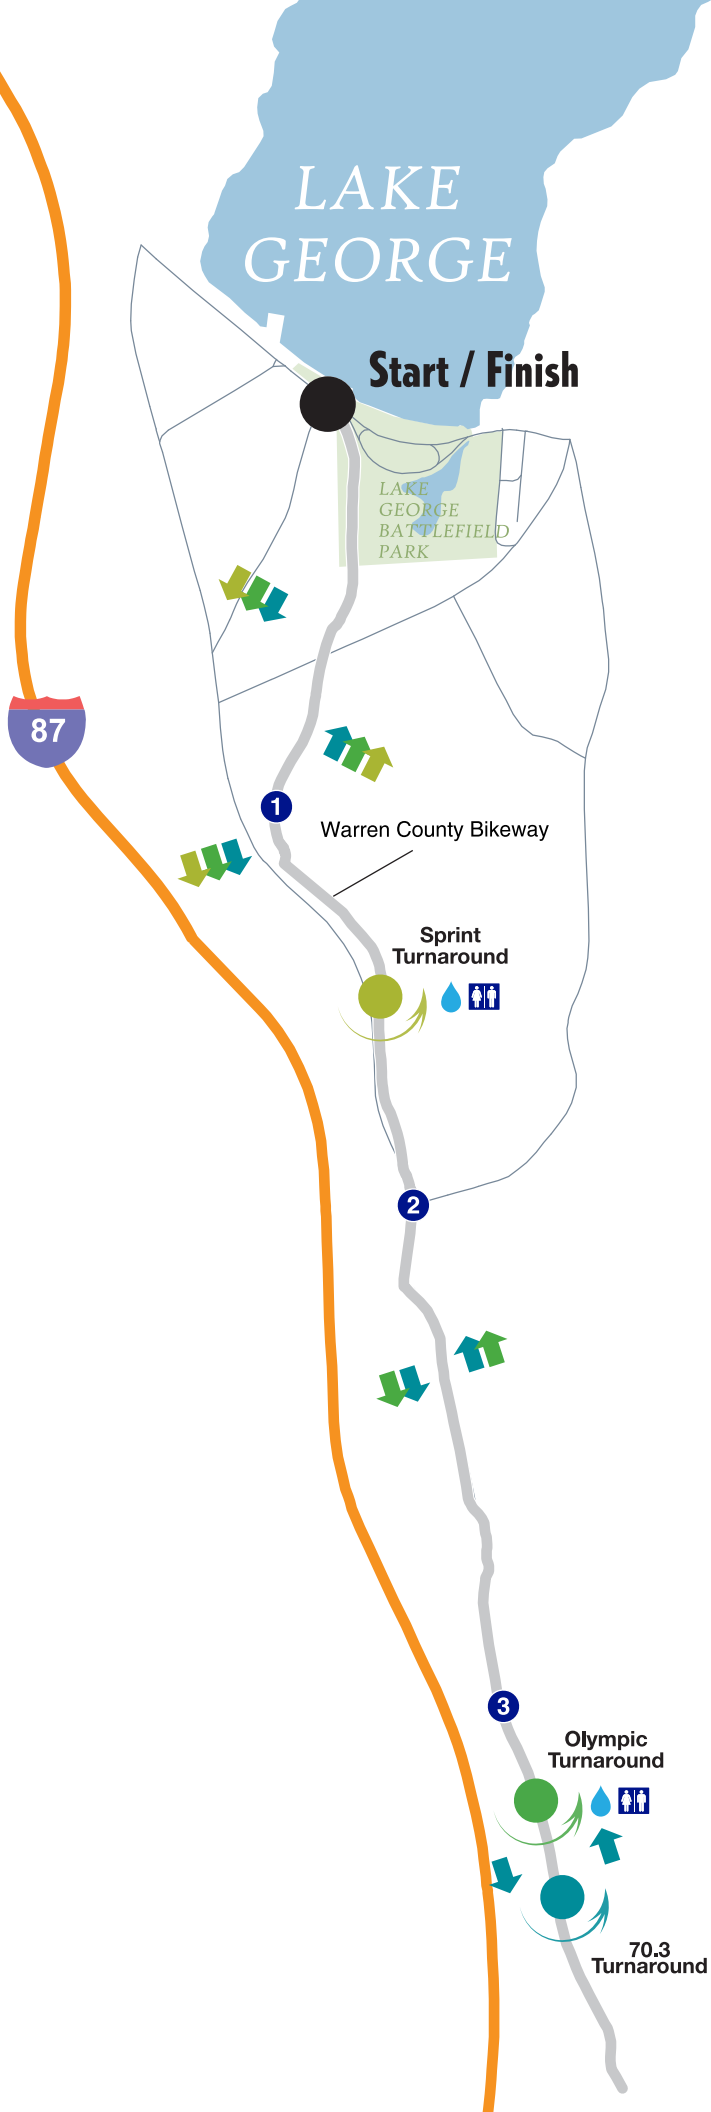 LAKE
GEORGE
Start / Finish
LAKE
GEORGE
BATTLEFIELD
PARK
87
1
Warren County Bikeway
Sprint
Turnaround
2
3
Olympic
Turnaround
70.3
Turnaround